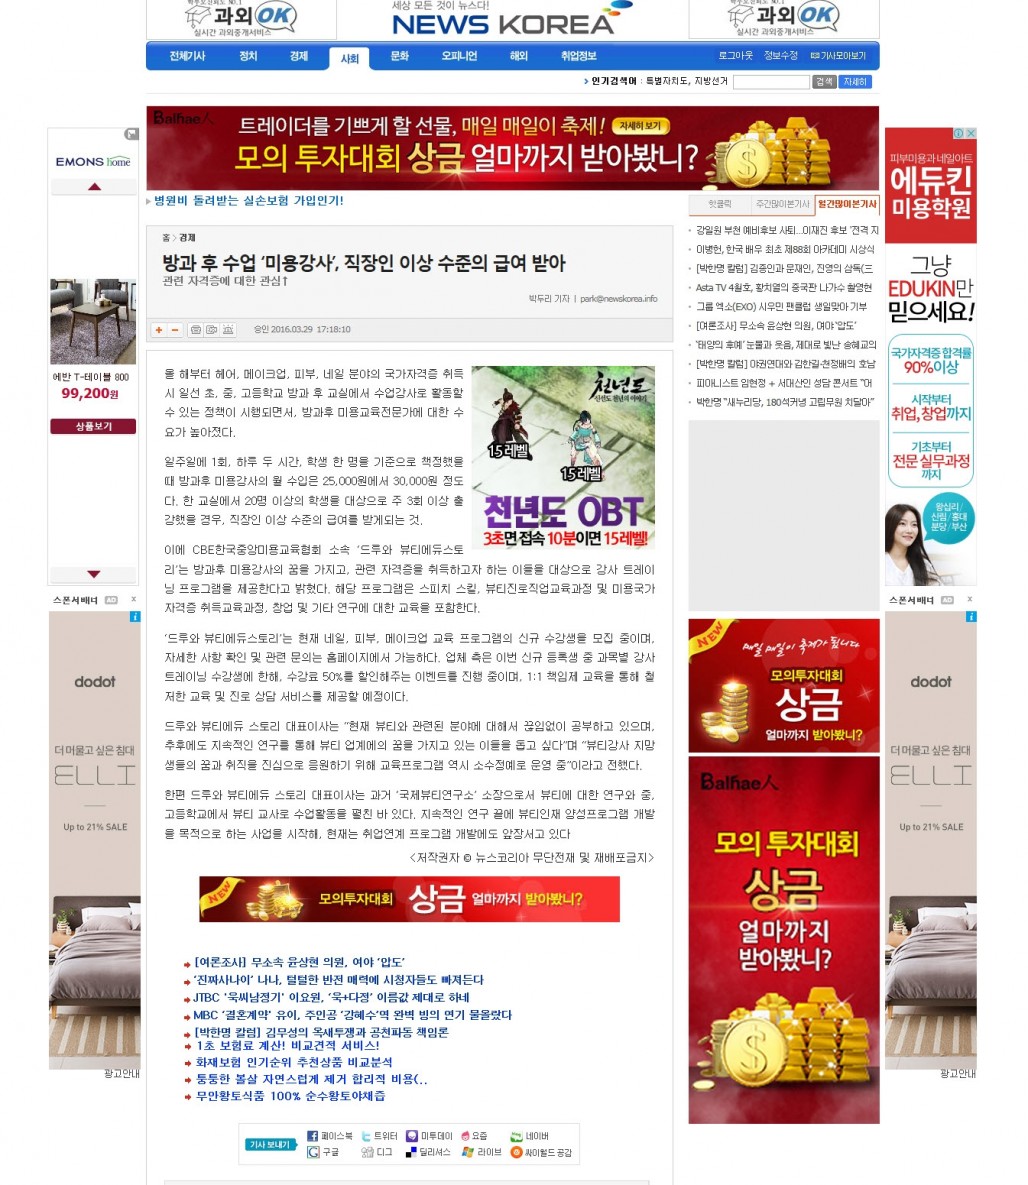 세상 모든 것이 뉴스다!
과외OK
실시간 과외중개서비스
NEWS KOREA
과외OK
실시간 과외중개서비스
전체기사 정치 경제 사회 문화 오피니언 해외 취업정보
로그아웃 정보수정 기사모아보기
인기검색어 : 특별자치도, 지방선거 검색 자세히
Balhae人
트레이더를 기쁘게 할 선물, 매일 매일이 축제! 자세히 보기
모의 투자대회 상금 얼마까지 받아봤니?
병원비 돌려받는 실손보험 가입인기!
홈 > 경제
방과 후 수업 ‘미용강사’, 직장인 이상 수준의 급여 받아
관련 자격증에 대한 관심↑
박두리 기자 | park@newskorea.info
승인 2016.03.29 17:18:10
올 해부터 헤어, 메이크업, 피부, 네일 분야의 국가자격증 취득
시 일선 초, 중, 고등학교 방과 후 교실에서 수업강사로 활동할
수 있는 정책이 시행되면서, 방과후 미용교육전문가에 대한 수
요가 높아졌다.
일주일에 1회, 하루 두 시간, 학생 한 명을 기준으로 책정했을
때 방과후 미용강사의 월 수입은 25,000원에서 30,000원 정도
다. 한 교실에서 20명 이상의 학생을 대상으로 주 3회 이상 출
강했을 경우, 직장인 이상 수준의 급여를 받게되는 것.
이에 CBE한국중앙미용교육협회 소속 ‘드루와 뷰티에듀스토
리’는 방과후 미용강사의 꿈을 가지고, 관련 자격증을 취득하고자 하는 이들을 대상으로 강사 트레이
닝 프로그램을 제공한다고 밝혔다. 해당 프로그램은 스피치 스킬, 뷰티진로직업교육과정 및 미용국가
자격증 취득교육과정, 창업 및 기타 연구에 대한 교육을 포함한다.
‘드루와 뷰티에듀스토리’는 현재 네일, 피부, 메이크업 교육 프로그램의 신규 수강생을 모집 중이며,
자세한 사항 확인 및 관련 문의는 홈페이지에서 가능하다. 업체 측은 이번 신규 등록생 중 과목별 강사
트레이닝 수강생에 한해, 수강료 50%를 할인해주는 이벤트를 진행 중이며, 1:1 책임제 교육을 통해 철
저한 교육 및 진로 상담 서비스를 제공할 예정이다.
드루와 뷰티에듀 스토리 대표이사는 “현재 뷰티와 관련된 분야에 대해서 끊임없이 공부하고 있으며,
추후에도 지속적인 연구를 통해 뷰티 업계에의 꿈을 가지고 있는 이들을 돕고 싶다”며 “뷰티강사 지망
생들의 꿈과 취직을 진심으로 응원하기 위해 교육프로그램 역시 소수정예로 운영 중”이라고 전했다.
한편 드루와 뷰티에듀 스토리 대표이사는 과거 ‘국제뷰티연구소’ 소장으로서 뷰티에 대한 연구와 중,
고등학교에서 뷰티 교사로 수업활동을 펼친 바 있다. 지속적인 연구 끝에 뷰티인재 양성프로그램 개발
을 목적으로 하는 사업을 시작해, 현재는 취업연계 프로그램 개발에도 앞장서고 있다
<저작권자 © 뉴스코리아 무단전재 및 재배포금지>
천년도
15레벨
15레벨
천년도 OBT
3초면 접속 10분이면 15레벨!
NEW 모의투자대회 상금 얼마까지 받아봤니?
[여론조사] 무소속 윤상현 의원, 여야 ‘압도’
‘진짜사나이’ 나나, 털털한 반전 매력에 시청자들도 빠져든다
JTBC ‘욱씨남정기’ 이요원, ‘욱+다정’ 이름값 제대로 하네
MBC ‘결혼계약’ 유이, 주인공 ‘강혜수’역 완벽 빙의 연기 물올랐다
[박한명 칼럼] 김무성의 옥새투쟁과 공천파동 책임론
1초 보험료 계산! 비교견적 서비스!
화재보험 인기순위 추천상품 비교분석
퉁퉁한 볼살 자연스럽게 제거 합리적 비용(..
무안황토식품 100% 순수황토야채즙
기사 보내기 페이스북 트위터 미투데이 요즘 네이버
구글 디그 딜리셔스 라이브 싸이월드 공감
핫클릭 주간많이본기사 월간많이본기사
강일원 부천 예비후보 사퇴...이재진 후보 ‘전격 지
이병헌, 한국 배우 최초 제88회 아카데미 시상식
[박한명 칼럼] 김종인과 문재인, 진영의 삼독(三
Asta TV 4월호, 황치열의 중국판 나가수 촬영현
그룹 엑소(EXO) 시우민 팬클럽 생일맞아 기부
[여론조사] 무소속 윤상현 의원, 여야 ‘압도’
‘태양의 후예’ 눈물과 웃음, 제대로 빛난 송혜교의
[박한명 칼럼] 야권연대와 김한길·천정배의 호남
피아니스트 임현정 + 서대산인 성담 콘서트 “어
박한명 “새누리당, 180석커녕 고립무원 치달아”
NEW
매일 매일이 축제가 됩니다
모의투자대회
상금
얼마까지 받아봤니?
Balhae人
모의 투자대회
상금
얼마까지
받아봤니?
EMONS home
에반 T-테이블 800
99,200원
상품보기
스폰서배너 AD x
dodot
더 머물고 싶은 침대
ELLI
Up to 21% SALE
광고안내
피부미용과 네일아트
에듀킨
미용학원
그냥
EDUKIN만
믿으세요!
국가자격증 합격률
90%이상
시작부터
취업, 창업까지
기초부터
전문 실무과정
까지
왕십리/
신림/홍대
분당/부산
스폰서배너 AD x
dodot
더 머물고 싶은 침대
ELLI
Up to 21% SALE
광고안내